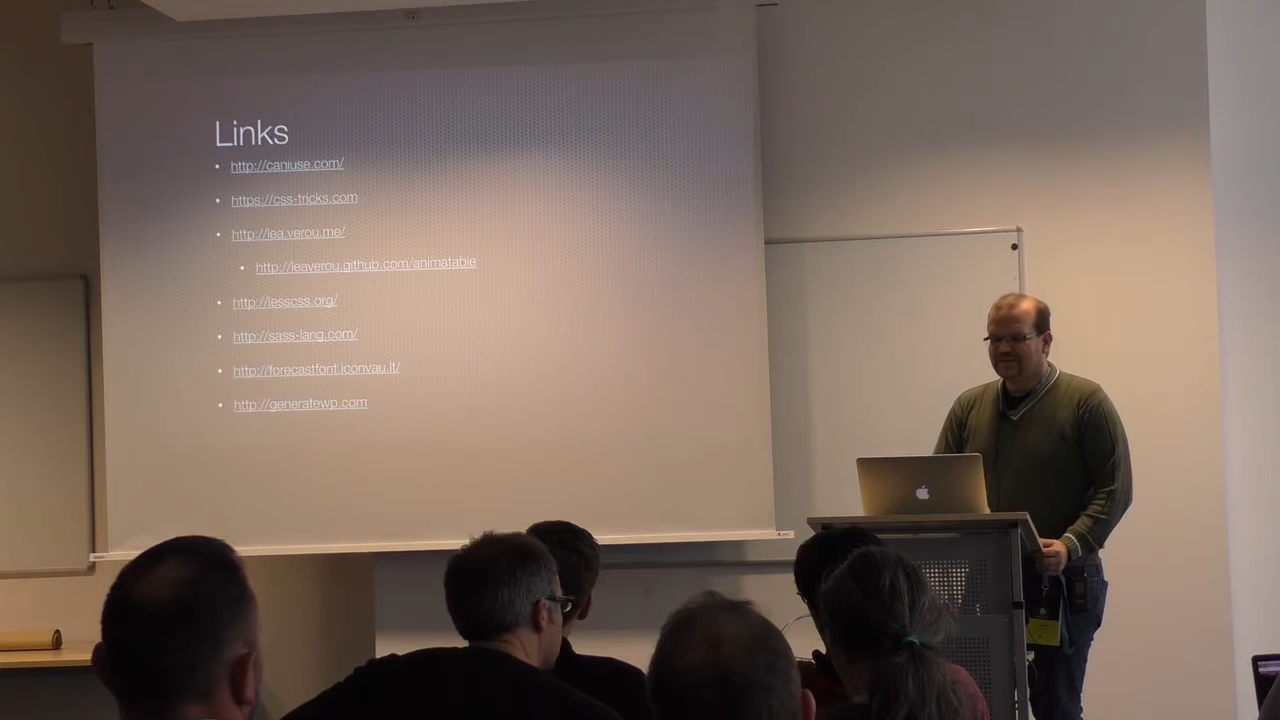 Links
http://caniuse.com/
https://css-tricks.com
http://lea.verou.me/
http://leaverou.github.com/animatable
http://lesscss.org/
http://sass-lang.com/
http://forecastfont.iconvau.lt/
http://generatewp.com